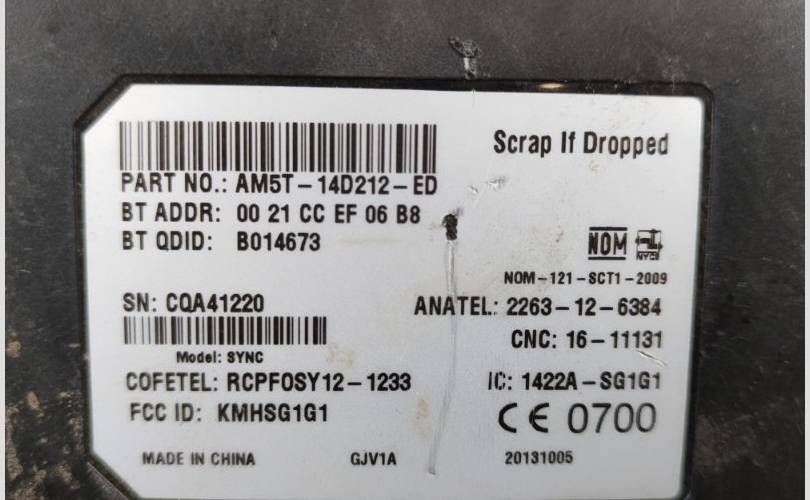 Scrap If Dropped
PART NO.: AM5T-14D212-ED
BT ADDR: 00 21 CC EF 06 B8
BT QDID: B014673
NOM NYCE
NOM-121-SCT1-2009
SN: CQA41220
ANATEL: 2263-12-6384
CNC: 16-11131
Model: SYNC
COFETEL: RCPFOSY12-1233
IC: 1422A-SG1G1
FCC ID: KMHSG1G1
CE 0700
MADE IN CHINA GJV1A 20131005